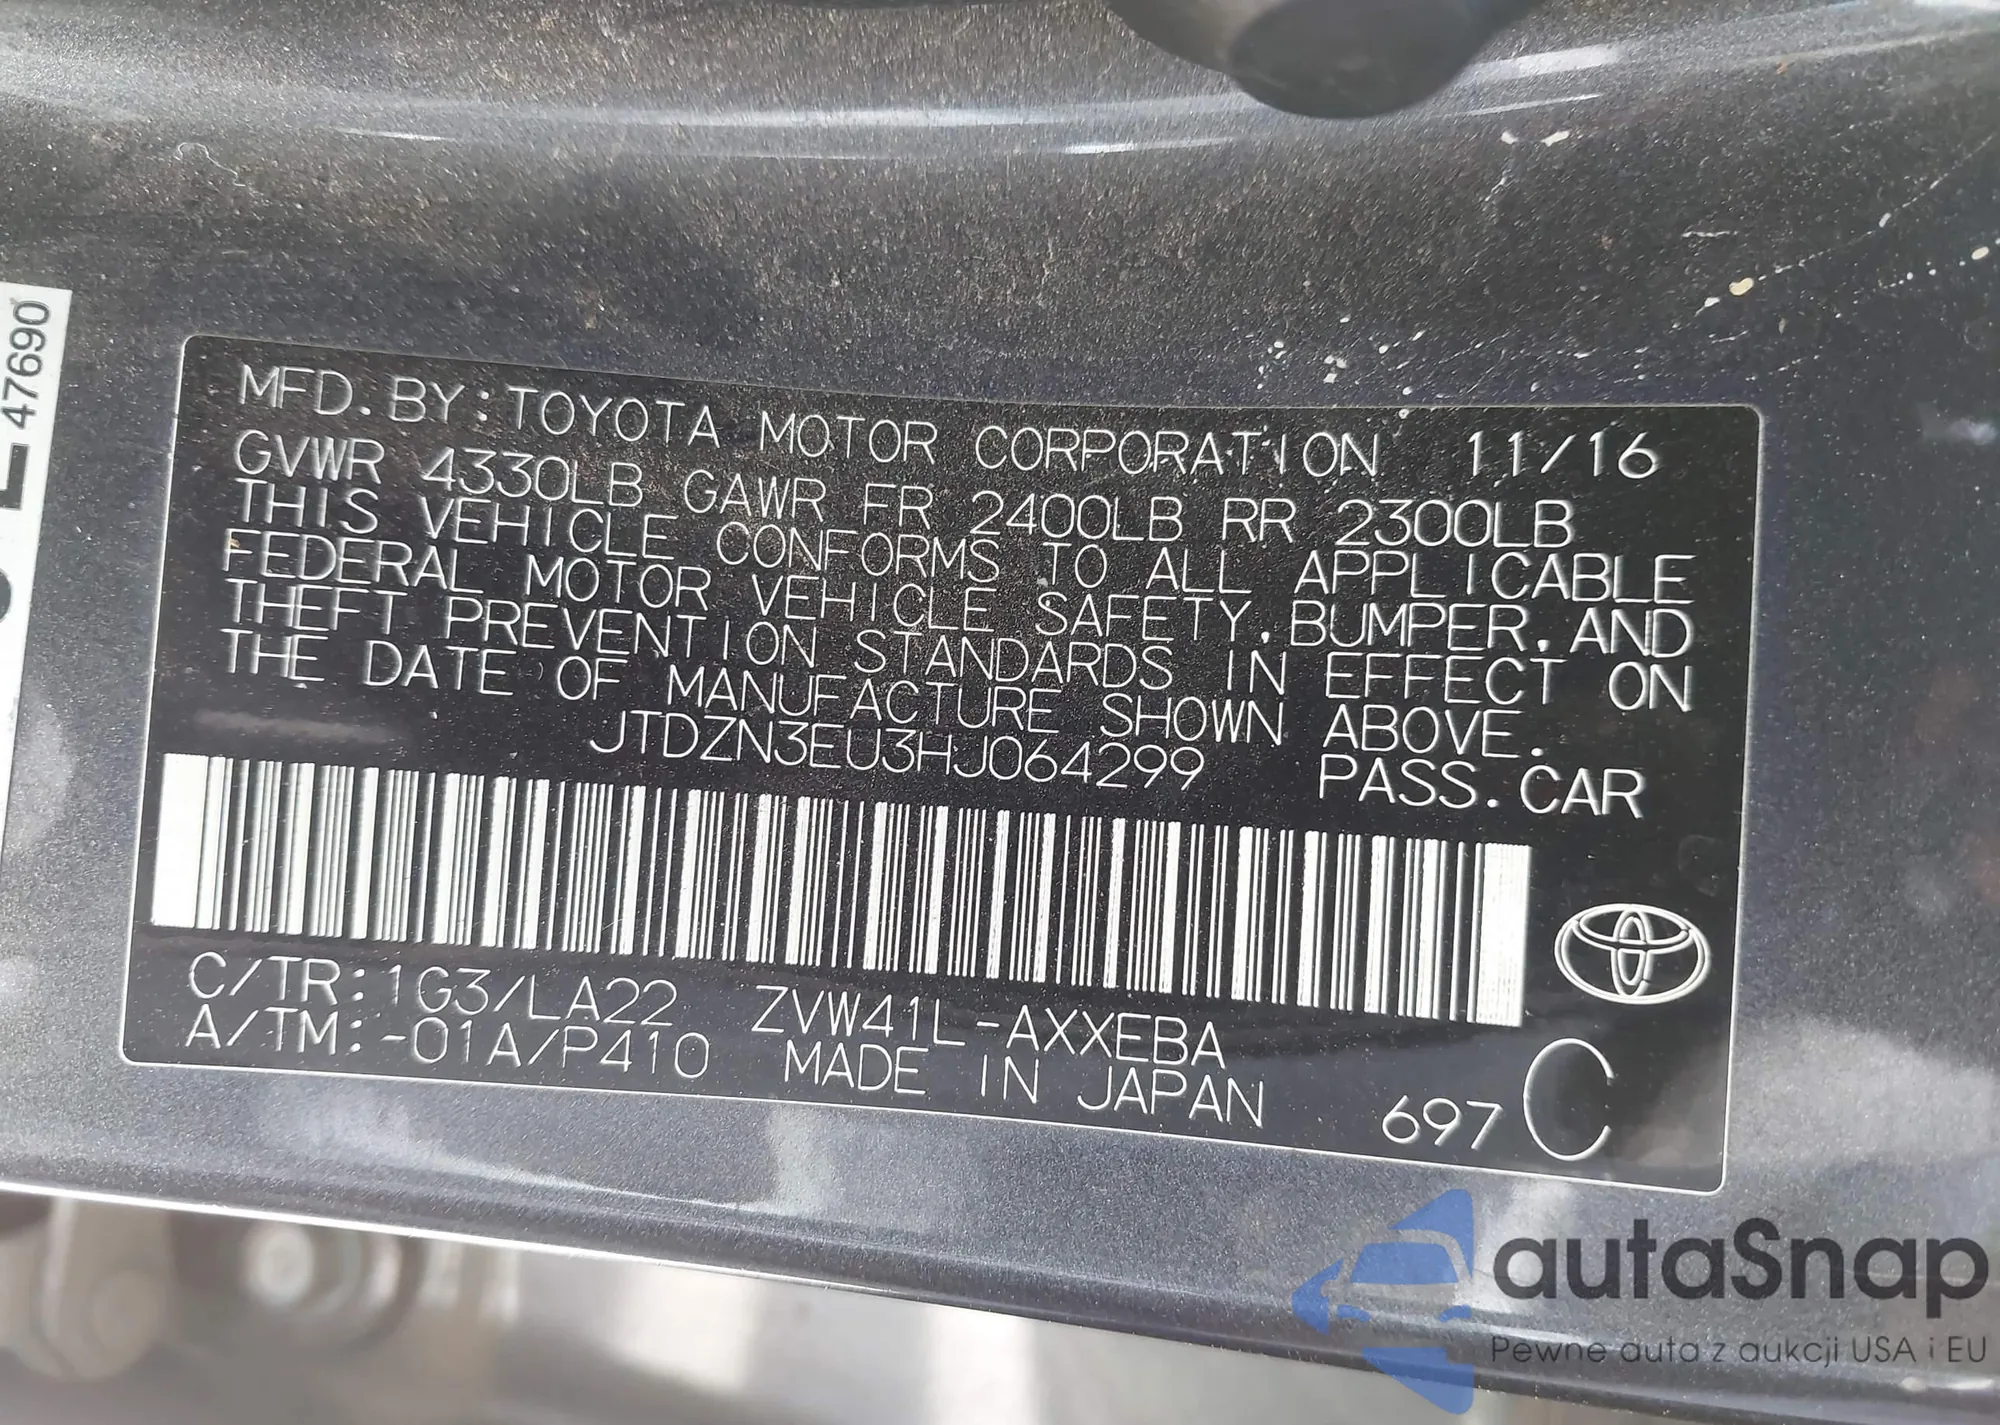 47690
MFD. BY: TOYOTA MOTOR CORPORATION 11/16
GVWR 4330LB GAWR FR 2400LB RR 2300LB
THIS VEHICLE CONFORMS TO ALL APPLICABLE
FEDERAL MOTOR VEHICLE SAFETY, BUMPER, AND
THEFT PREVENTION STANDARDS IN EFFECT ON
THE DATE OF MANUFACTURE SHOWN ABOVE.
JTDZN3EU3HJ064299 PASS. CAR
C/TR: 1G3/LA22 ZVW41L-AXXEBA
A/TM: -01A/P410 MADE IN JAPAN
697 C
autaSnap
Pewne auta z aukcji USA i EU